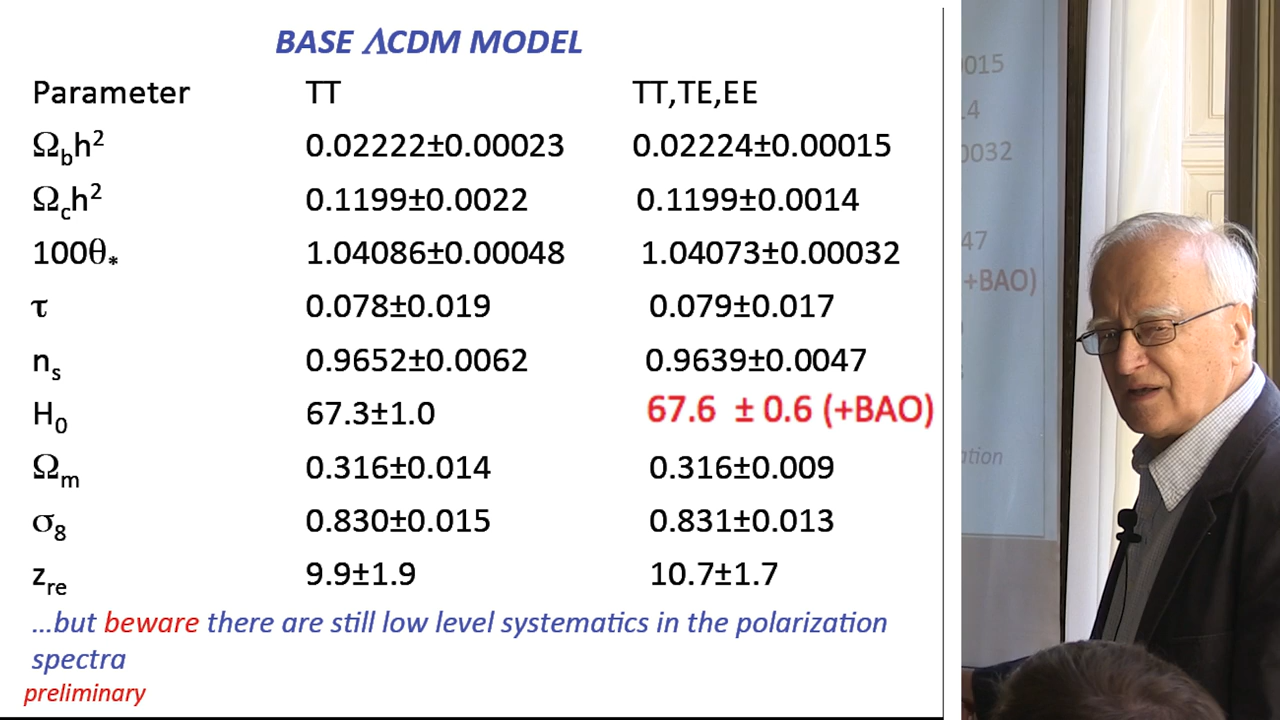 BASE ΛCDM MODEL
Parameter TT TT,TE,EE
Ωbh² 0.02222±0.00023 0.02224±0.00015
Ωch² 0.1199±0.0022 0.1199±0.0014
100θ* 1.04086±0.00048 1.04073±0.00032
τ 0.078±0.019 0.079±0.017
ns 0.9652±0.0062 0.9639±0.0047
H0 67.3±1.0 67.6 ± 0.6 (+BAO)
Ωm 0.316±0.014 0.316±0.009
σ8 0.830±0.015 0.831±0.013
zre 9.9±1.9 10.7±1.7
...but beware there are still low level systematics in the polarization
spectra
preliminary
0015
.4
0032
47
+BAO)